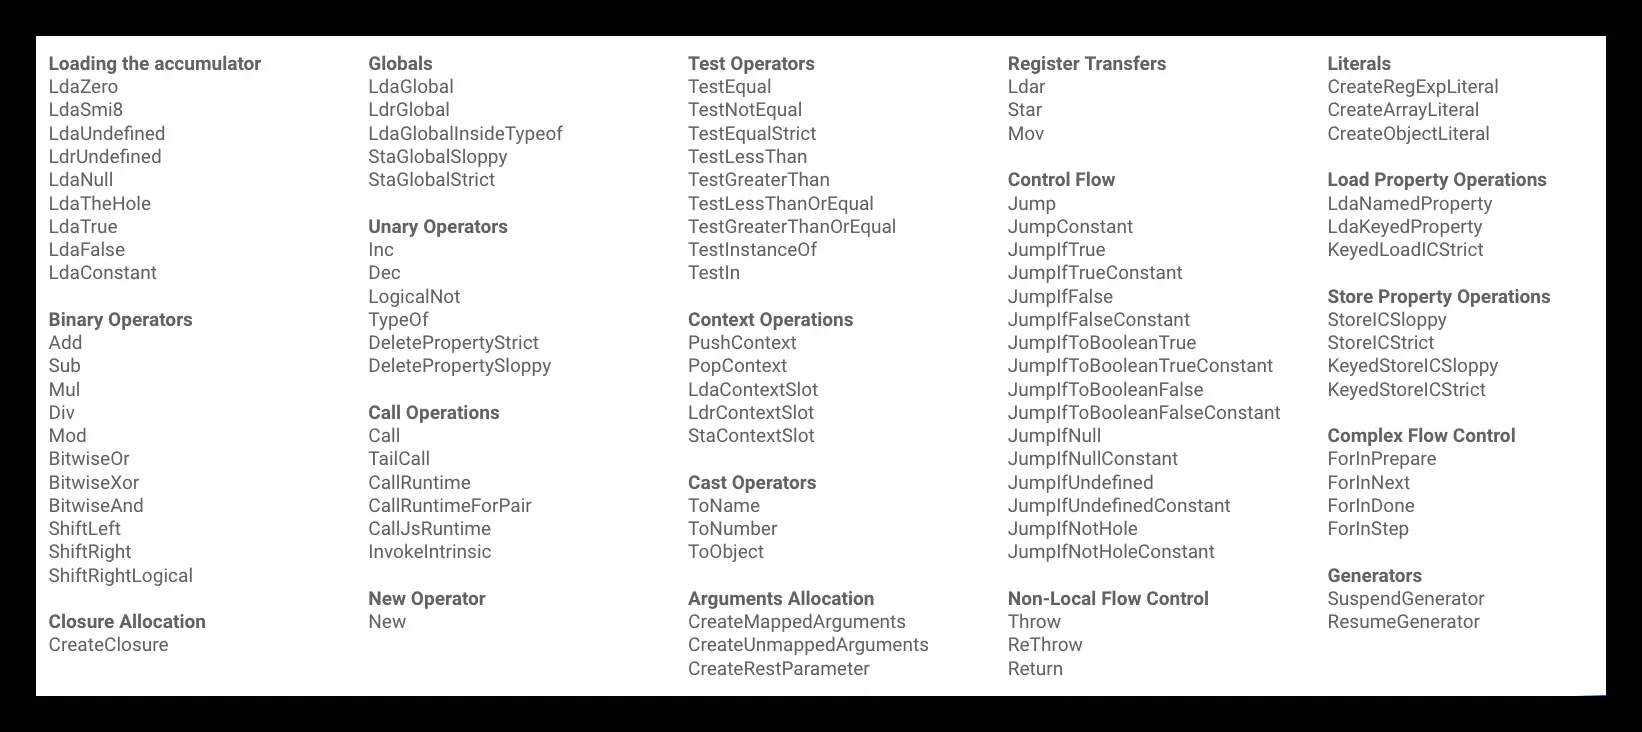 Loading the accumulator
LdaZero
LdaSmi8
LdaUndefined
LdrUndefined
LdaNull
LdaTheHole
LdaTrue
LdaFalse
LdaConstant
Binary Operators
Add
Sub
Mul
Div
Mod
BitwiseOr
BitwiseXor
BitwiseAnd
ShiftLeft
ShiftRight
ShiftRightLogical
Closure Allocation
CreateClosure
Globals
LdaGlobal
LdrGlobal
LdaGlobalInsideTypeof
StaGlobalSloppy
StaGlobalStrict
Unary Operators
Inc
Dec
LogicalNot
TypeOf
DeletePropertyStrict
DeletePropertySloppy
Call Operations
Call
TailCall
CallRuntime
CallRuntimeForPair
CallJsRuntime
InvokeIntrinsic
New Operator
New
Test Operators
TestEqual
TestNotEqual
TestEqualStrict
TestLessThan
TestGreaterThan
TestLessThanOrEqual
TestGreaterThanOrEqual
TestInstanceOf
TestIn
Context Operations
PushContext
PopContext
LdaContextSlot
LdrContextSlot
StaContextSlot
Cast Operators
ToName
ToNumber
ToObject
Arguments Allocation
CreateMappedArguments
CreateUnmappedArguments
CreateRestParameter
Register Transfers
Ldar
Star
Mov
Control Flow
Jump
JumpConstant
JumpIfTrue
JumpIfTrueConstant
JumpIfFalse
JumpIfFalseConstant
JumpIfToBooleanTrue
JumpIfToBooleanTrueConstant
JumpIfToBooleanFalse
JumpIfToBooleanFalseConstant
JumpIfNull
JumpIfNullConstant
JumpIfUndefined
JumpIfUndefinedConstant
JumpIfNotHole
JumpIfNotHoleConstant
Non-Local Flow Control
Throw
ReThrow
Return
Literals
CreateRegExpLiteral
CreateArrayLiteral
CreateObjectLiteral
Load Property Operations
LdaNamedProperty
LdaKeyedProperty
KeyedLoadICStrict
Store Property Operations
StoreICSloppy
StoreICStrict
KeyedStoreICSloppy
KeyedStoreICStrict
Complex Flow Control
ForInPrepare
ForInNext
ForInDone
ForInStep
Generators
SuspendGenerator
ResumeGenerator